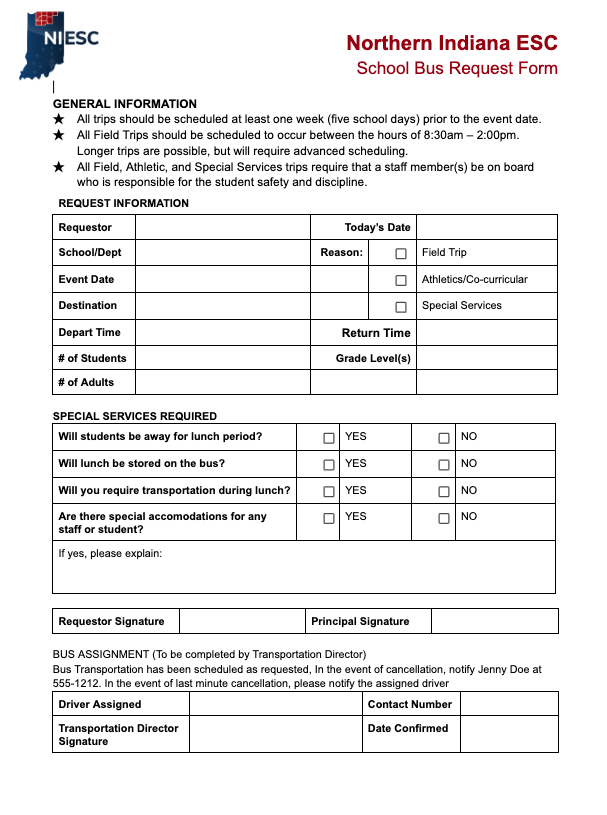 NIESC
Northern Indiana ESC
School Bus Request Form
GENERAL INFORMATION
★ All trips should be scheduled at least one week (five school days) prior to the event date.
★ All Field Trips should be scheduled to occur between the hours of 8:30am – 2:00pm.
Longer trips are possible, but will require advanced scheduling.
★ All Field, Athletic, and Special Services trips require that a staff member(s) be on board
who is responsible for the student safety and discipline.
REQUEST INFORMATION
Requestor Today's Date
School/Dept Reason: ☐ Field Trip
Event Date ☐ Athletics/Co-curricular
Destination ☐ Special Services
Depart Time Return Time
# of Students Grade Level(s)
# of Adults
SPECIAL SERVICES REQUIRED
Will students be away for lunch period? ☐ YES ☐ NO
Will lunch be stored on the bus? ☐ YES ☐ NO
Will you require transportation during lunch? ☐ YES ☐ NO
Are there special accomodations for any ☐ YES ☐ NO
staff or student?
If yes, please explain:
Requestor Signature Principal Signature
BUS ASSIGNMENT (To be completed by Transportation Director)
Bus Transportation has been scheduled as requested, In the event of cancellation, notify Jenny Doe at
555-1212. In the event of last minute cancellation, please notify the assigned driver
Driver Assigned Contact Number
Transportation Director Date Confirmed
Signature